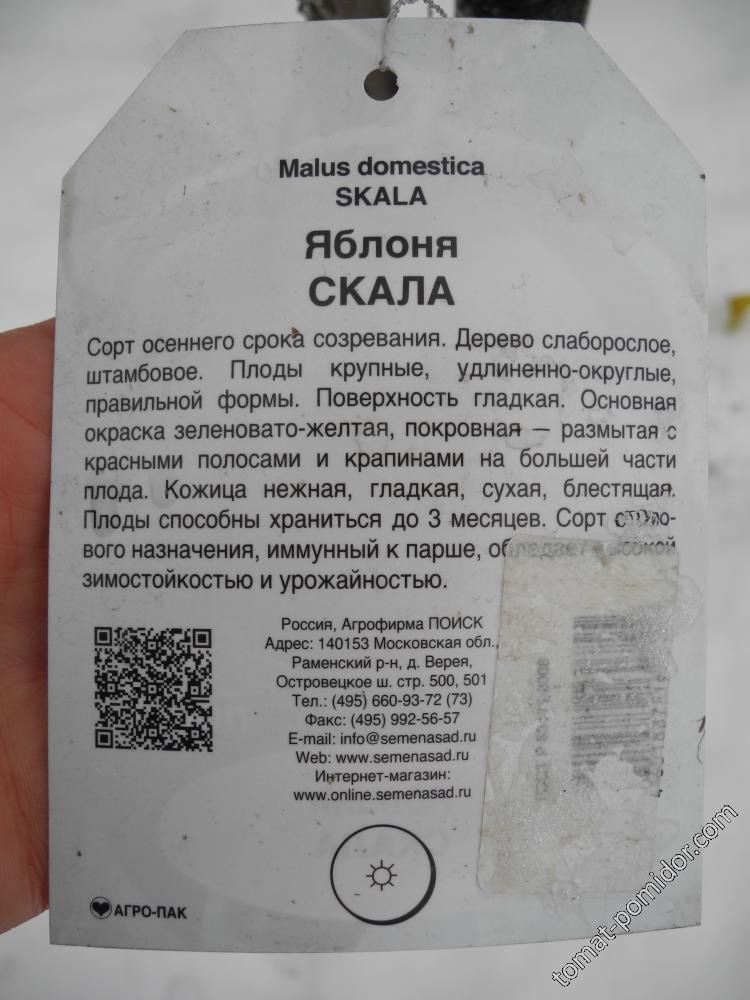 Malus domestica
SKALA
Яблоня
СКАЛА
Сорт осеннего срока созревания. Дерево слаборослое,
штамбовое. Плоды крупные, удлиненно-округлые,
правильной формы. Поверхность гладкая. Основная
окраска зеленовато-желтая, покровная — размытая с
красными полосами и крапинами на большей части
плода. Кожица нежная, гладкая, сухая, блестящая.
Плоды способны храниться до 3 месяцев. Сорт столо-
вого назначения, иммунный к парше, обладает высокой
зимостойкостью и урожайностью.
Россия, Агрофирма ПОИСК
Адрес: 140153 Московская обл.,
Раменский р-н, д. Верея,
Островецкое ш. стр. 500, 501
Тел.: (495) 660-93-72 (73)
Факс: (495) 992-56-57
E-mail: info@semenasad.ru
Web: www.semenasad.ru
Интернет-магазин:
www.online.semenasad.ru
АГРО-ПАК
tomat-pomidor.com